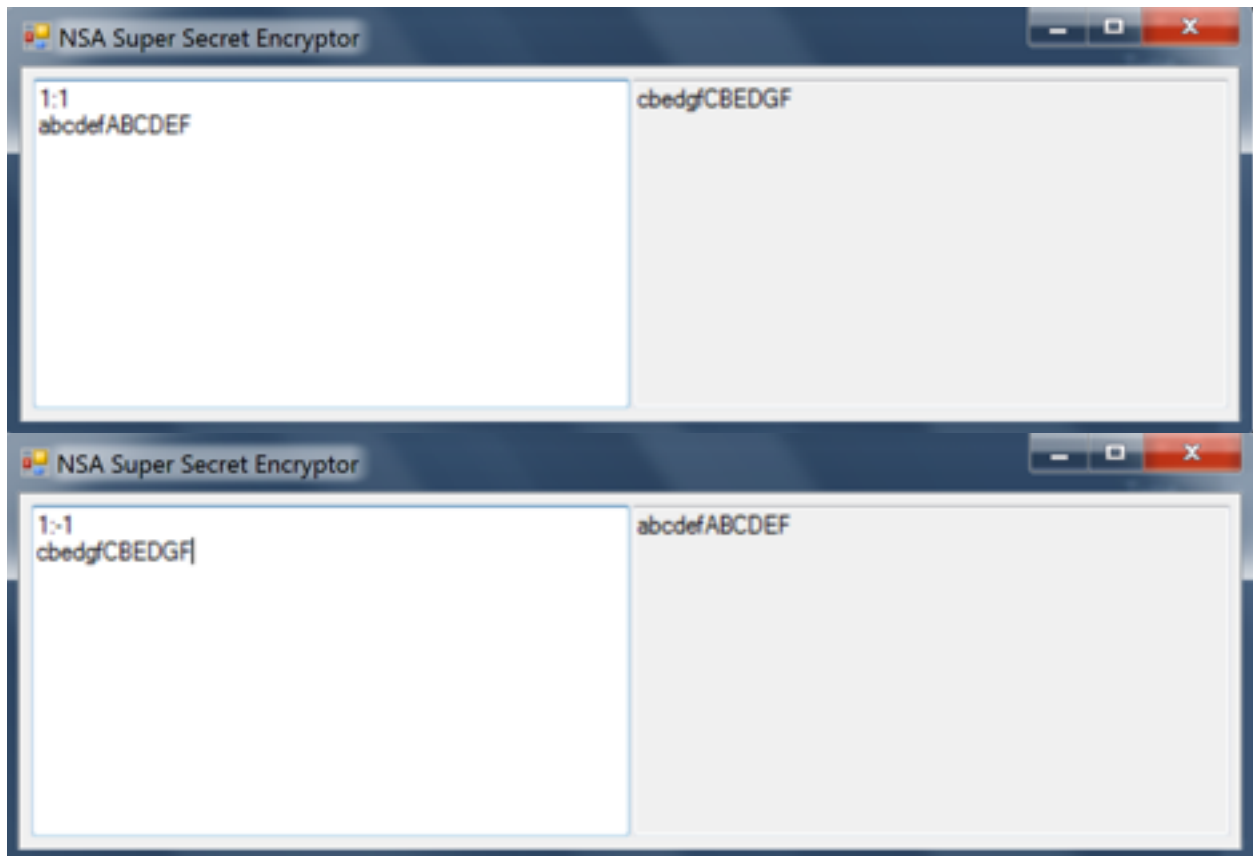 NSA Super Secret Encryptor
1:1
abcdefABCDEF
cbedgfCBEDGF
NSA Super Secret Encryptor
1:-1
cbedgfCBEDGF
abcdefABCDEF